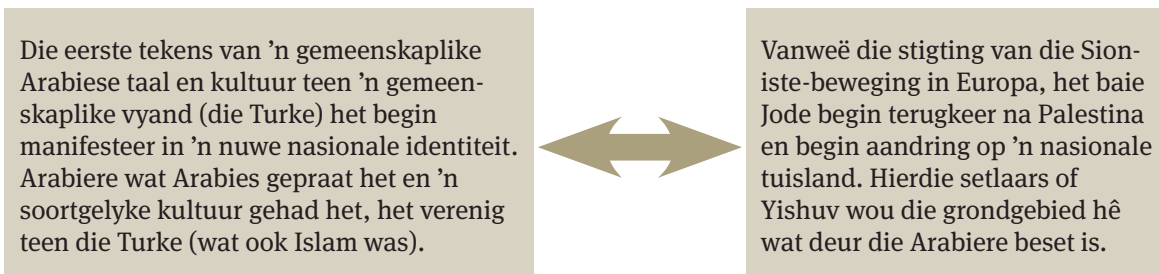 Die eerste tekens van ’n gemeenskaplike
Arabiese taal en kultuur teen ’n gemeen-
skaplike vyand (die Turke) het begin
manifesteer in ’n nuwe nasionale identiteit.
Arabiere wat Arabies gepraat het en ’n
soortgelyke kultuur gehad het, het verenig
teen die Turke (wat ook Islam was).
Vanweë die stigting van die Sion-
iste-beweging in Europa, het baie
Jode begin terugkeer na Palestina
en begin aandring op ’n nasionale
tuisland. Hierdie setlaars of
Yishuv wou die grondgebied hê
wat deur die Arabiere beset is.